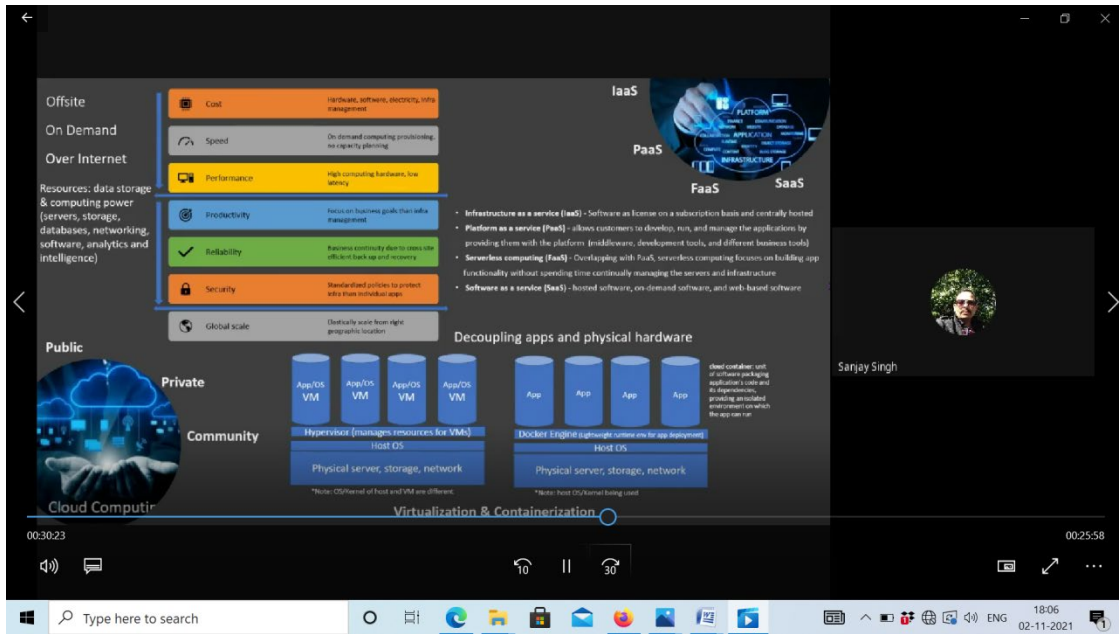 Offsite
On Demand
Over Internet
Resources: data storage
& computing power
(servers, storage,
databases, networking,
software, analytics and
intelligence)
Cost
Hardware, software, electricity, infra
management
Speed
On demand computing provisioning,
no capacity planning
Performance
High computing hardware, low
latency
Productivity
Focus on business goals than infra
management
Reliability
Business continuity due to cross site
efficient back up and recovery
Security
Standardized policies to protect
infra than individual apps
Global scale
Elastically scale from right
geographic location
IaaS
PaaS
FaaS
SaaS
PLATFORM
APPLICATION
INFRASTRUCTURE
• Infrastructure as a service (IaaS) - Software as license on a subscription basis and centrally hosted
• Platform as a service (PaaS) - allows customers to develop, run, and manage the applications by
providing them with the platform (middleware, development tools, and different business tools)
• Serverless computing (FaaS) - Overlapping with PaaS, serverless computing focuses on building app
functionality without spending time continually managing the servers and infrastructure
• Software as a service (SaaS) - hosted software, on-demand software, and web-based software
Public
Private
Community
Cloud Computin
Decoupling apps and physical hardware
App/OS
VM
App/OS
VM
App/OS
VM
App/OS
VM
Hypervisor (manages resources for VMs)
Host OS
Physical server, storage, network
*Note: OS/Kernel of host and VM are different
App
App
App
App
cloud container: unit
of software packaging
application's code and
its dependencies,
providing an isolated
environment on which
the app can run
Docker Engine (Lightweight runtime env for app deployment)
Host OS
Physical server, storage, network
*Note: host OS/Kernel being used
Virtualization & Containerization
Sanjay Singh
00:30:23
00:25:58
10
30
Type here to search
ENG
18:06
02-11-2021
1